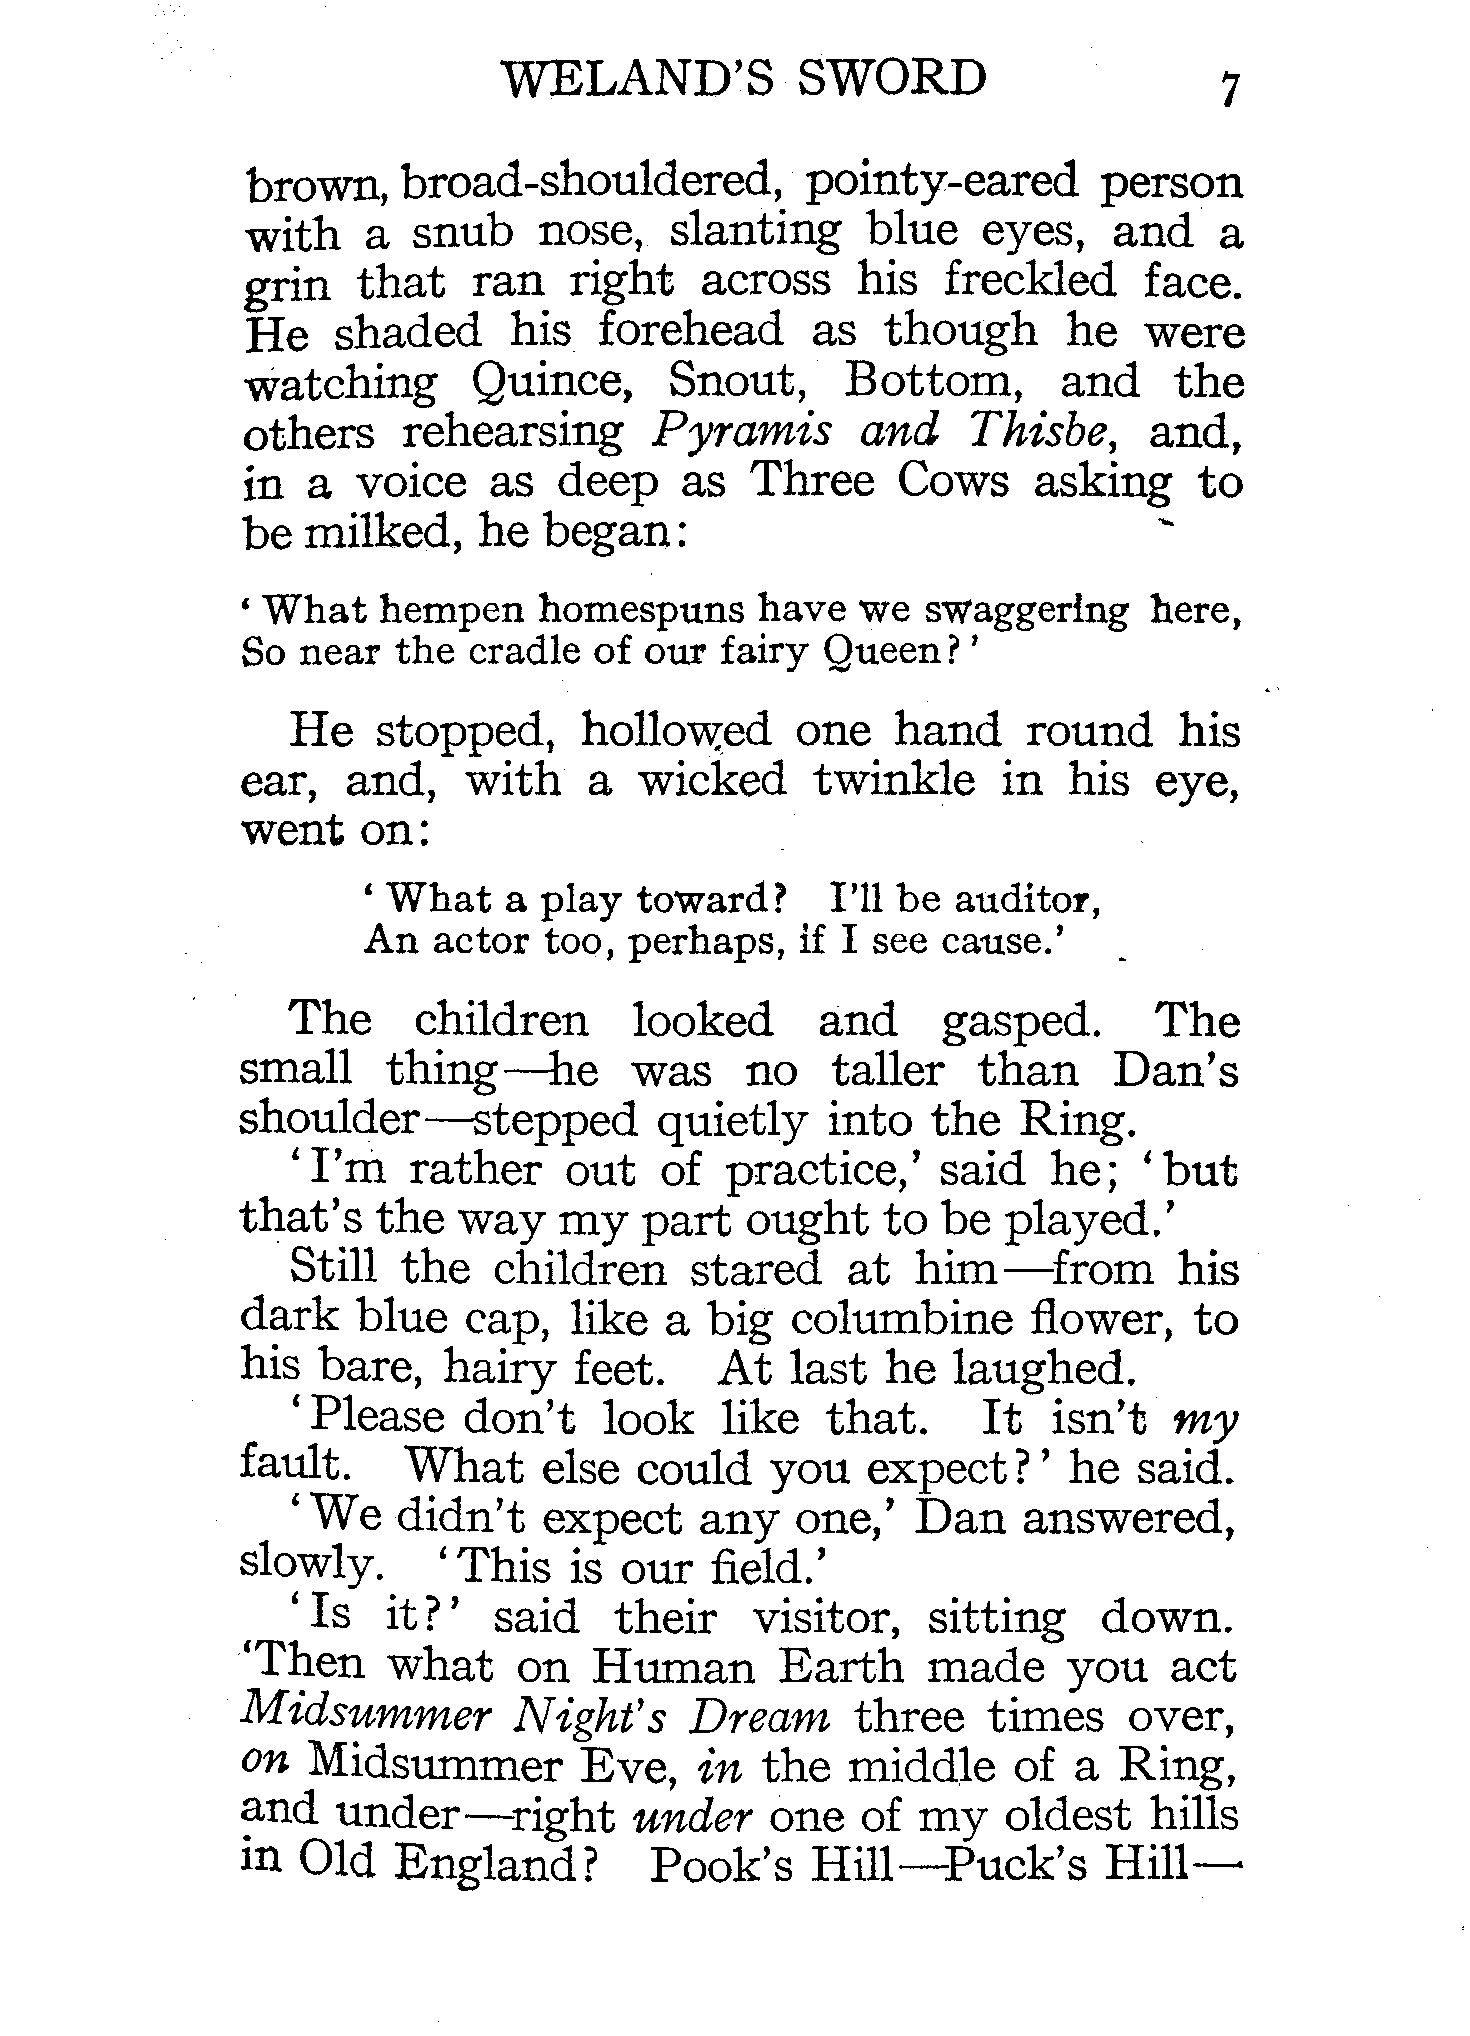 WELAND'S SWORD 7
brown, broad-shouldered, pointy-eared person
with a snub nose, slanting blue eyes, and a
grin that ran right across his freckled face.
He shaded his forehead as though he were
watching Quince, Snout, Bottom, and the
others rehearsing Pyramis and Thisbe, and,
in a voice as deep as Three Cows asking to
be milked, he began:
‘ What hempen homespuns have we swaggering here,
So near the cradle of our fairy Queen? ’
He stopped, hollowed one hand round his
ear, and, with a wicked twinkle in his eye,
went on:
‘ What a play toward? I'll be auditor,
An actor too, perhaps, if I see cause.’
The children looked and gasped. The
small thing—he was no taller than Dan's
shoulder—stepped quietly into the Ring.
‘ I'm rather out of practice,’ said he; ‘ but
that's the way my part ought to be played.’
Still the children stared at him—from his
dark blue cap, like a big columbine flower, to
his bare, hairy feet. At last he laughed.
‘ Please don't look like that. It isn't my
fault. What else could you expect? ’ he said.
‘ We didn't expect any one,’ Dan answered,
slowly. ‘ This is our field.’
‘ Is it? ’ said their visitor, sitting down.
‘Then what on Human Earth made you act
Midsummer Night's Dream three times over,
on Midsummer Eve, in the middle of a Ring,
and under—right under one of my oldest hills
in Old England? Pook's Hill—Puck's Hill—